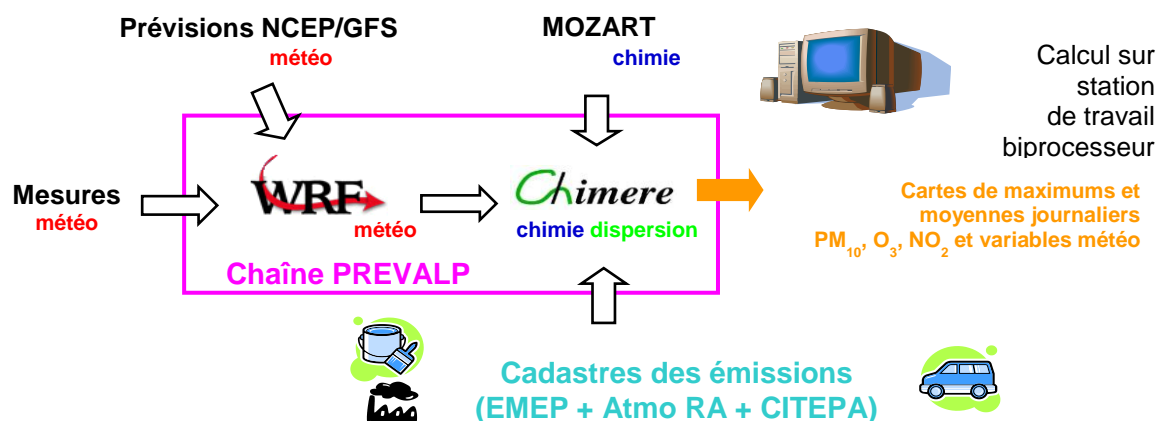 Prévisions NCEP/GFS
météo
MOZART
chimie
Calcul sur
station
de travail
biprocesseur
Mesures
météo
WRF
météo
Chimere
chimie dispersion
Cartes de maximums et
moyennes journaliers
PM10, O3, NO2 et variables météo
Chaîne PREVALP
Cadastres des émissions
(EMEP + Atmo RA + CITEPA)